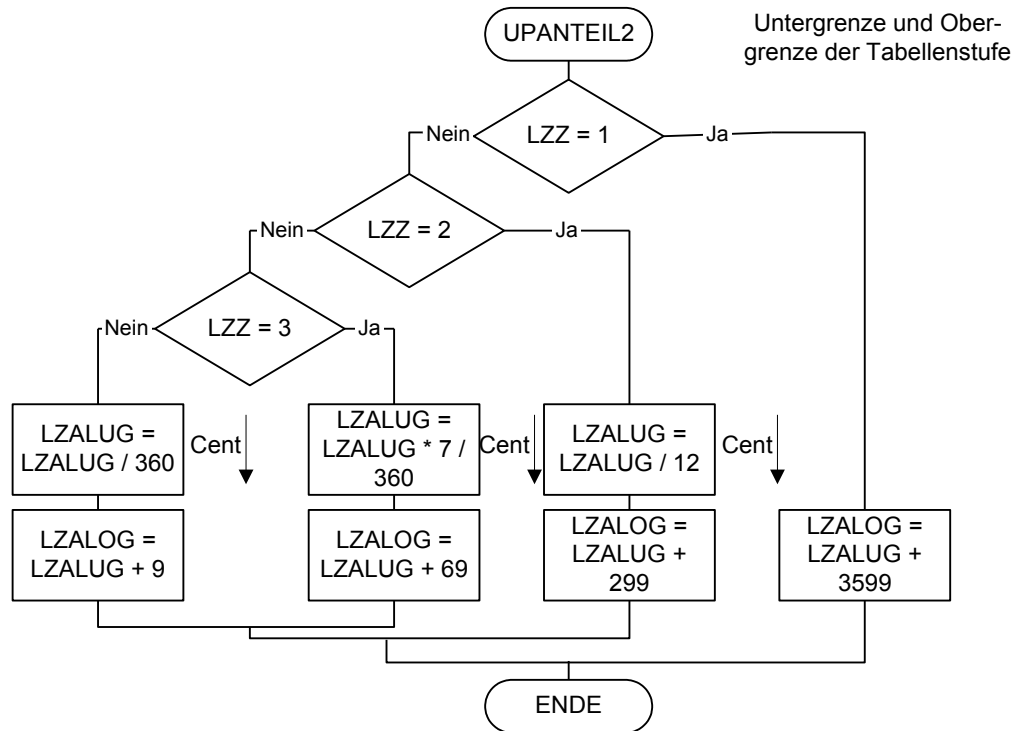 UPANTEIL2
Untergrenze und Ober-
grenze der Tabellenstufe
LZZ = 1
Nein
Ja
LZZ = 2
Nein
Ja
LZZ = 3
Nein
Ja
LZALUG =
LZALUG / 360
Cent
LZALUG =
LZALUG * 7 /
360
Cent
LZALUG =
LZALUG / 12
Cent
LZALOG =
LZALUG + 9
LZALOG =
LZALUG + 69
LZALOG =
LZALUG +
299
LZALOG =
LZALUG +
3599
ENDE